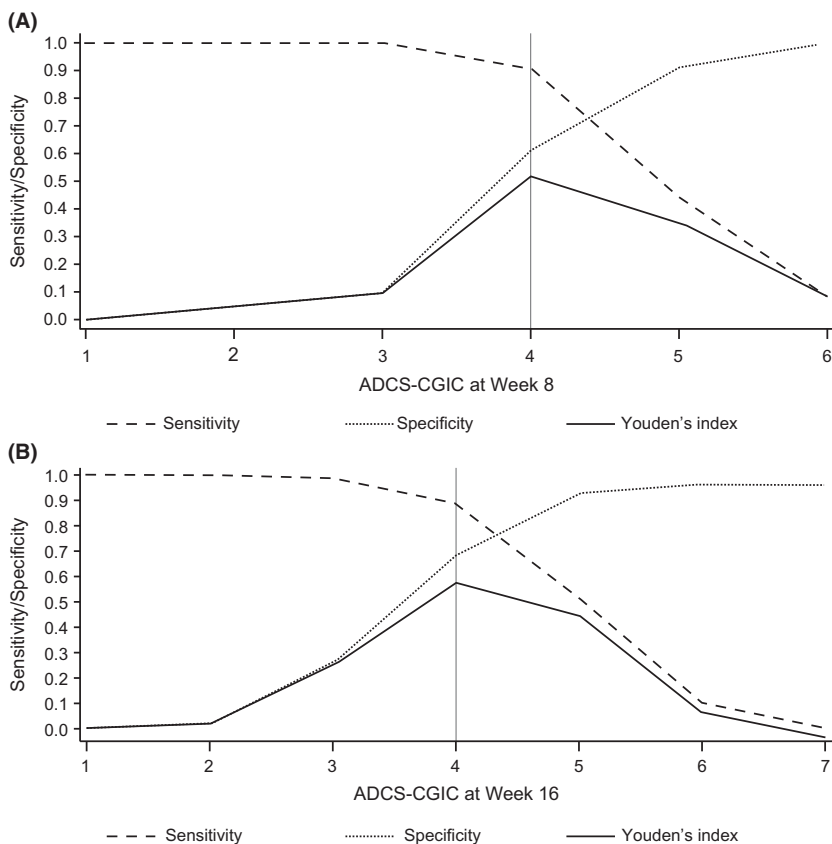 (A)
Sensitivity/Specificity
1.0
0.9
0.8
0.7
0.6
0.5
0.4
0.3
0.2
0.1
0.0
1 2 3 4 5 6
ADCS-CGIC at Week 8
Sensitivity Specificity Youden's index
(B)
Sensitivity/Specificity
1.0
0.9
0.8
0.7
0.6
0.5
0.4
0.3
0.2
0.1
0.0
1 2 3 4 5 6 7
ADCS-CGIC at Week 16
Sensitivity Specificity Youden's index